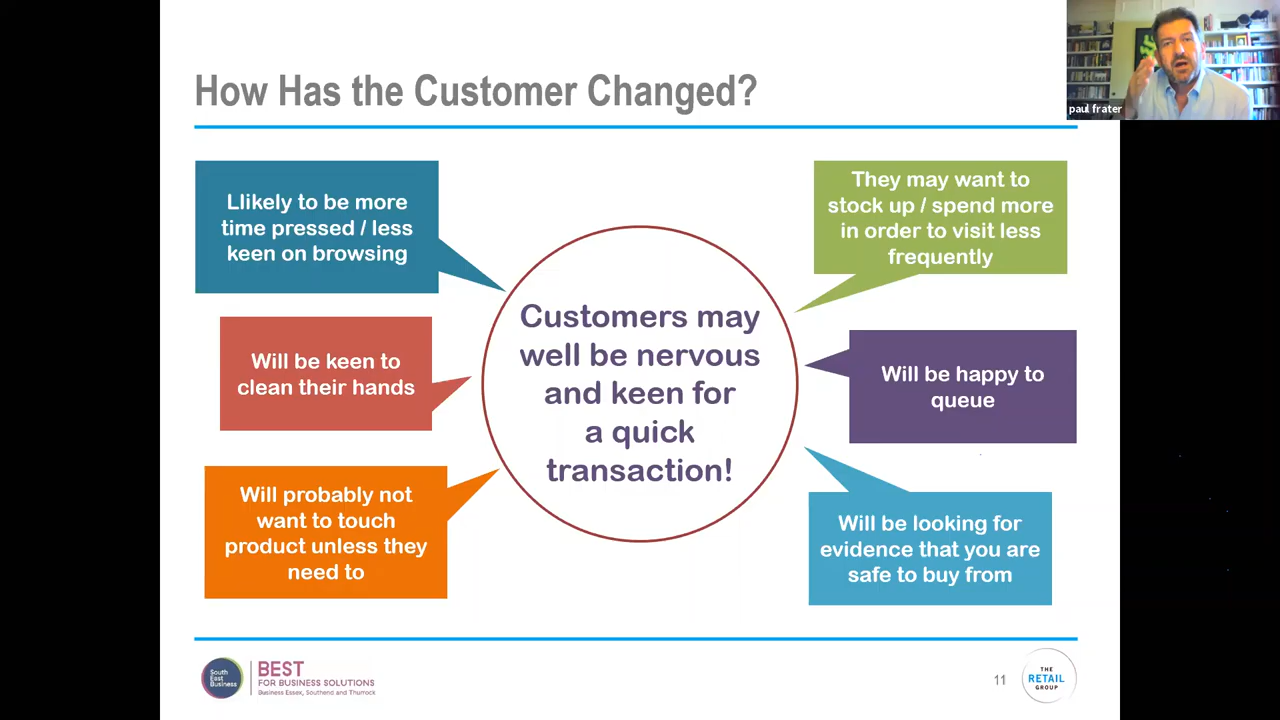 How Has the Customer Changed?
paul frater
Llikely to be more
time pressed / less
keen on browsing
They may want to
stock up / spend more
in order to visit less
frequently
Customers may
well be nervous
and keen for
a quick
transaction!
Will be keen to
clean their hands
Will be happy to
queue
Will probably not
want to touch
product unless they
need to
Will be looking for
evidence that you are
safe to buy from
South
East
Business
BEST
FOR BUSINESS SOLUTIONS
Business Essex, Southend and Thurrock
11
THE
RETAIL
GROUP